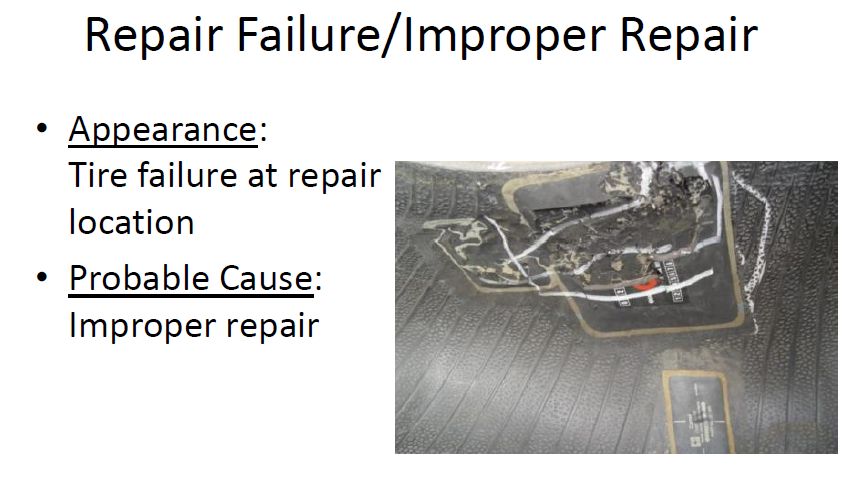 Repair Failure/Improper Repair
• Appearance:
Tire failure at repair
location
• Probable Cause:
Improper repair